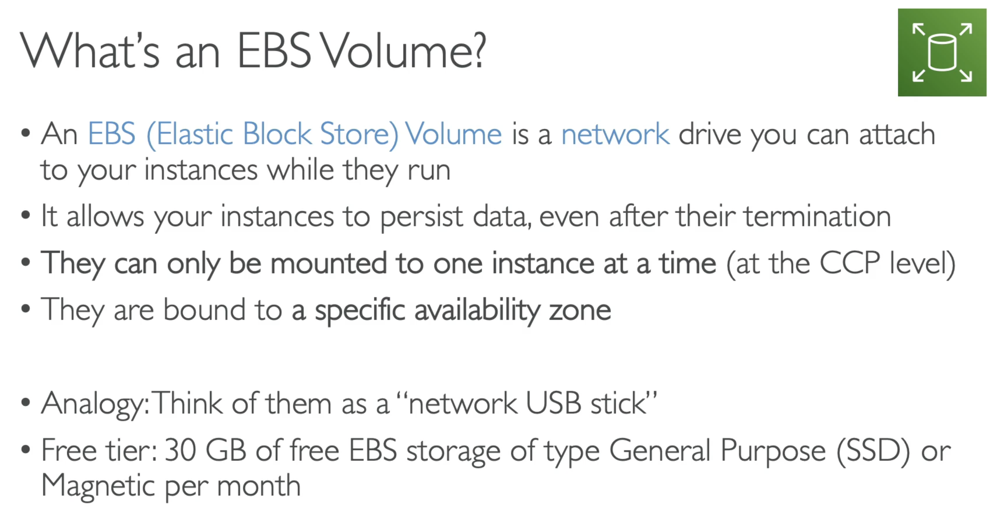 What's an EBS Volume?
• An EBS (Elastic Block Store) Volume is a network drive you can attach
to your instances while they run
• It allows your instances to persist data, even after their termination
• They can only be mounted to one instance at a time (at the CCP level)
• They are bound to a specific availability zone
• Analogy: Think of them as a “network USB stick”
• Free tier: 30 GB of free EBS storage of type General Purpose (SSD) or
Magnetic per month